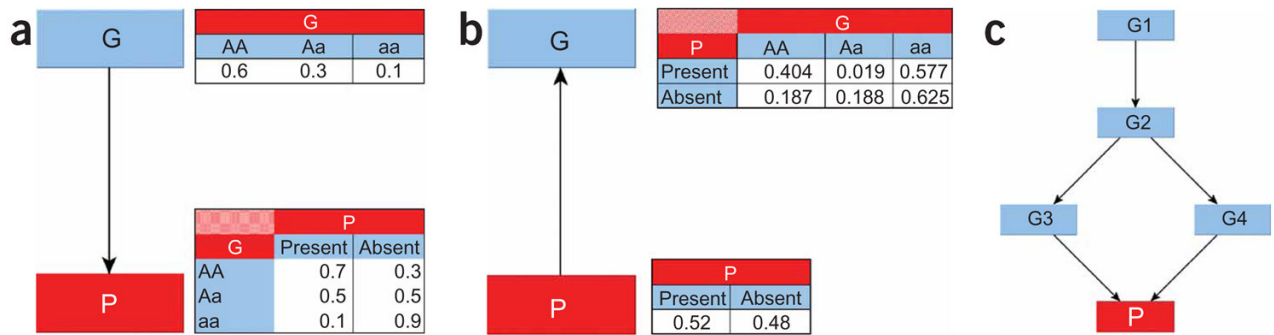 a
G
G
AA Aa aa
0.6 0.3 0.1
P
G Present Absent
AA 0.7 0.3
Aa 0.5 0.5
aa 0.1 0.9
P
b
G
G
P AA Aa aa
Present 0.404 0.019 0.577
Absent 0.187 0.188 0.625
P
P
Present Absent
0.52 0.48
c
G1
G2
G3 G4
P